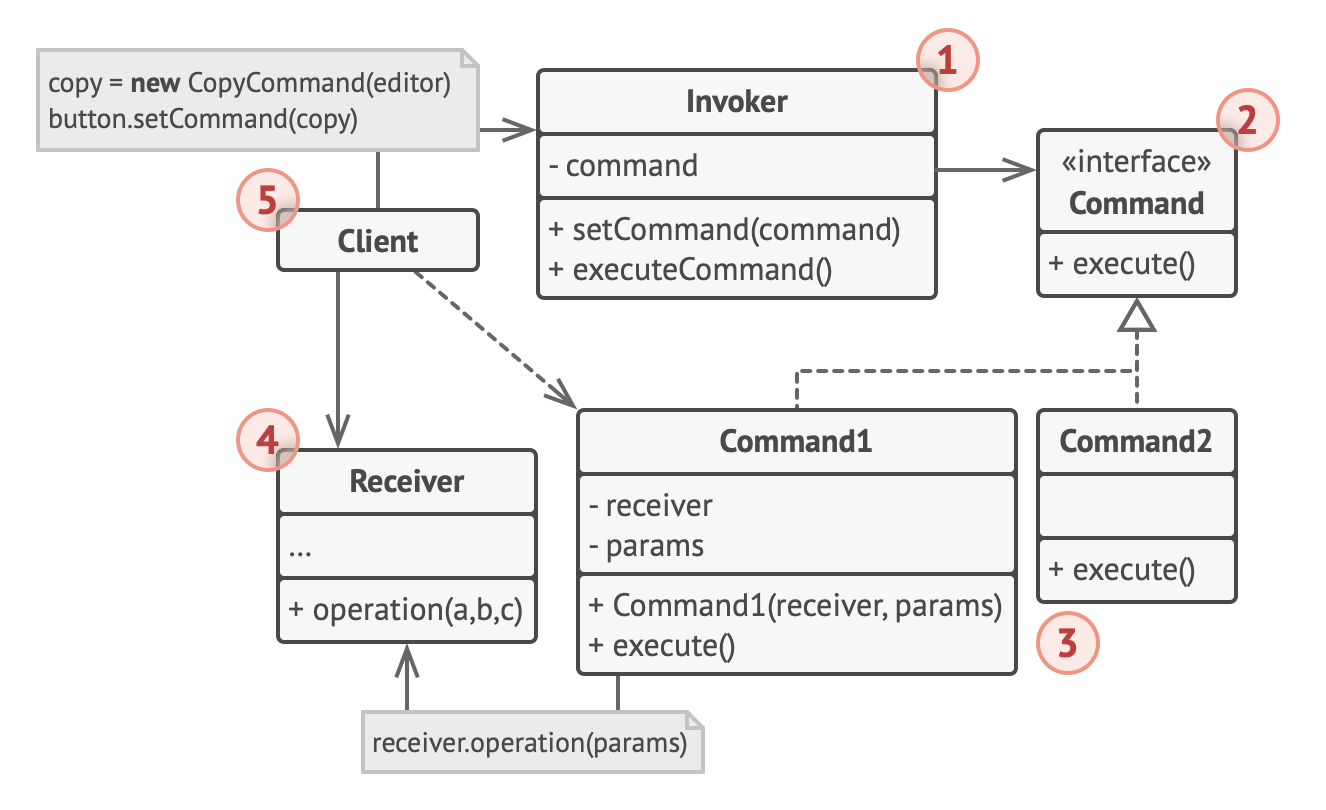 copy = new CopyCommand(editor)
button.setCommand(copy)
1
Invoker
- command
+ setCommand(command)
+ executeCommand()
2
«interface»
Command
+ execute()
5
Client
4
Receiver
...
+ operation(a,b,c)
Command1
- receiver
- params
+ Command1(receiver, params)
+ execute()
Command2
+ execute()
3
receiver.operation(params)